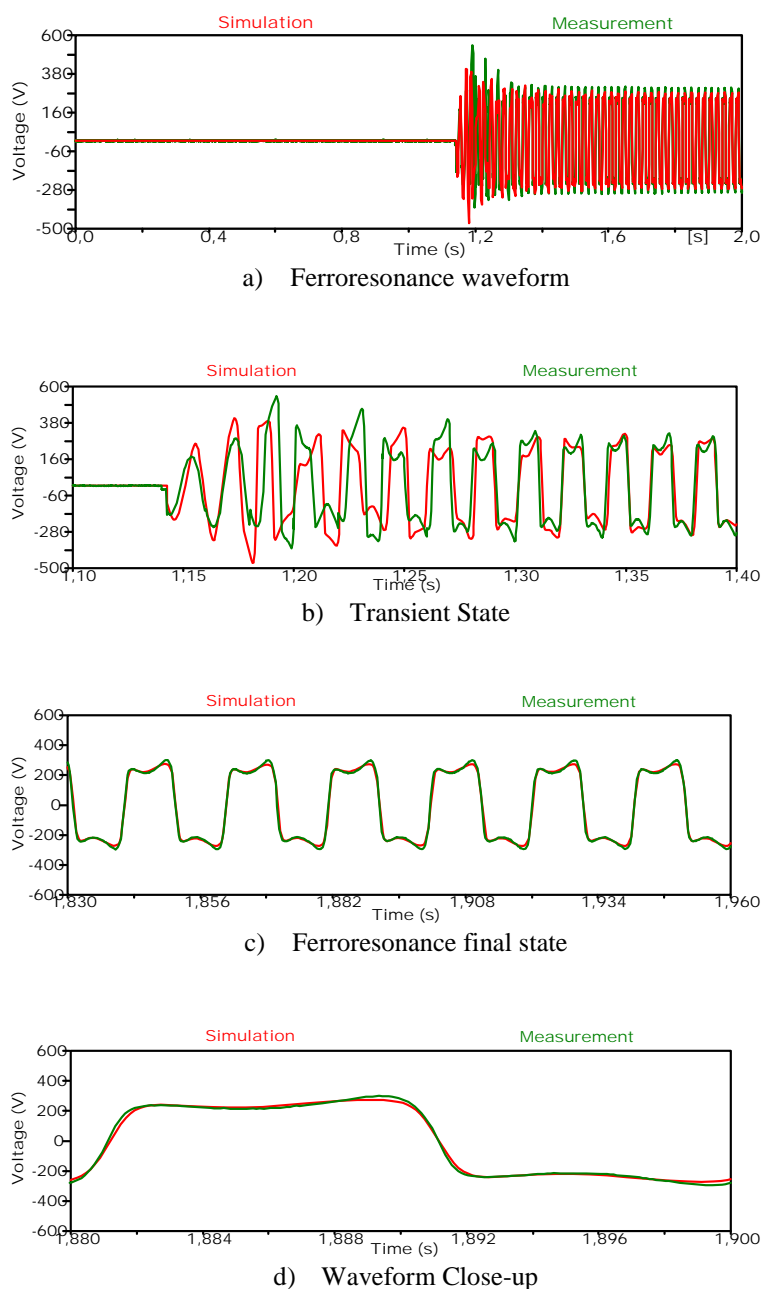 Simulation Measurement
600
380
160
-60
-280
-500
Voltage (V)
0,0 0,4 0,8 1,2 1,6 [s] 2,0
Time (s)
a) Ferroresonance waveform
Simulation Measurement
600
380
160
-60
-280
-500
Voltage (V)
1,10 1,15 1,20 1,25 1,30 1,35 1,40
Time (s)
b) Transient State
Simulation Measurement
600
400
200
0
-200
-400
-600
Voltage (V)
1,830 1,856 1,882 1,908 1,934 1,960
Time (s)
c) Ferroresonance final state
Simulation Measurement
600
400
200
0
-200
-400
-600
Voltage (V)
1,880 1,884 1,888 1,892 1,896 1,900
Time (s)
d) Waveform Close-up